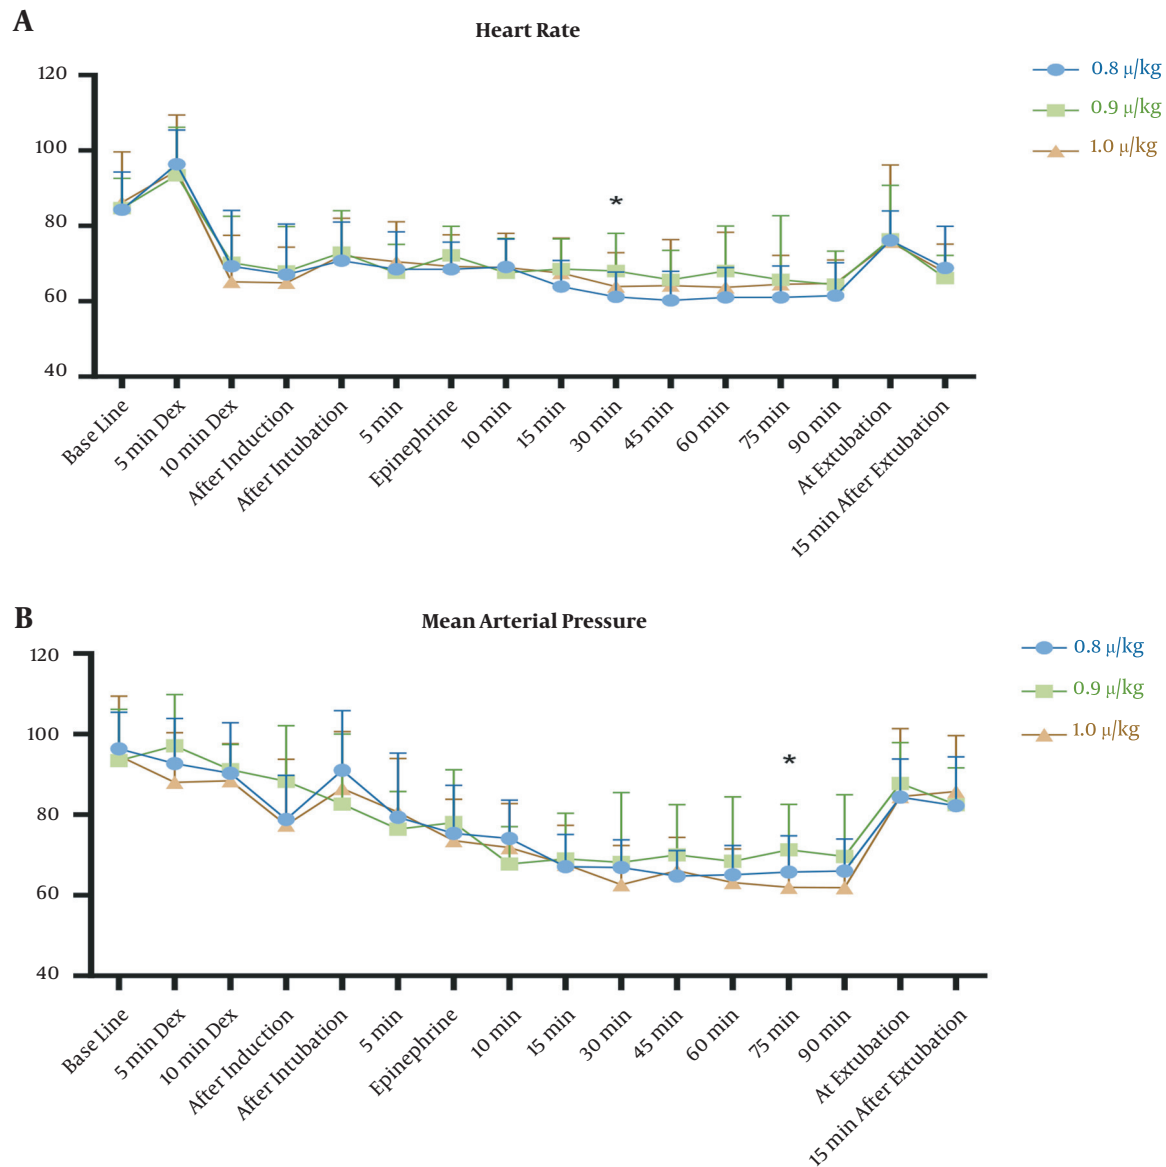 A
Heart Rate
120
100
80
60
40
*
0.8 μ/kg
0.9 μ/kg
1.0 μ/kg
Base Line
5 min Dex
10 min Dex
After Induction
After Intubation
5 min
Epinephrine
10 min
15 min
30 min
45 min
60 min
75 min
90 min
At Extubation
15 min After Extubation
B
Mean Arterial Pressure
120
100
80
60
40
*
0.8 μ/kg
0.9 μ/kg
1.0 μ/kg
Base Line
5 min Dex
10 min Dex
After Induction
After Intubation
5 min
Epinephrine
10 min
15 min
30 min
45 min
60 min
75 min
90 min
At Extubation
15 min After Extubation